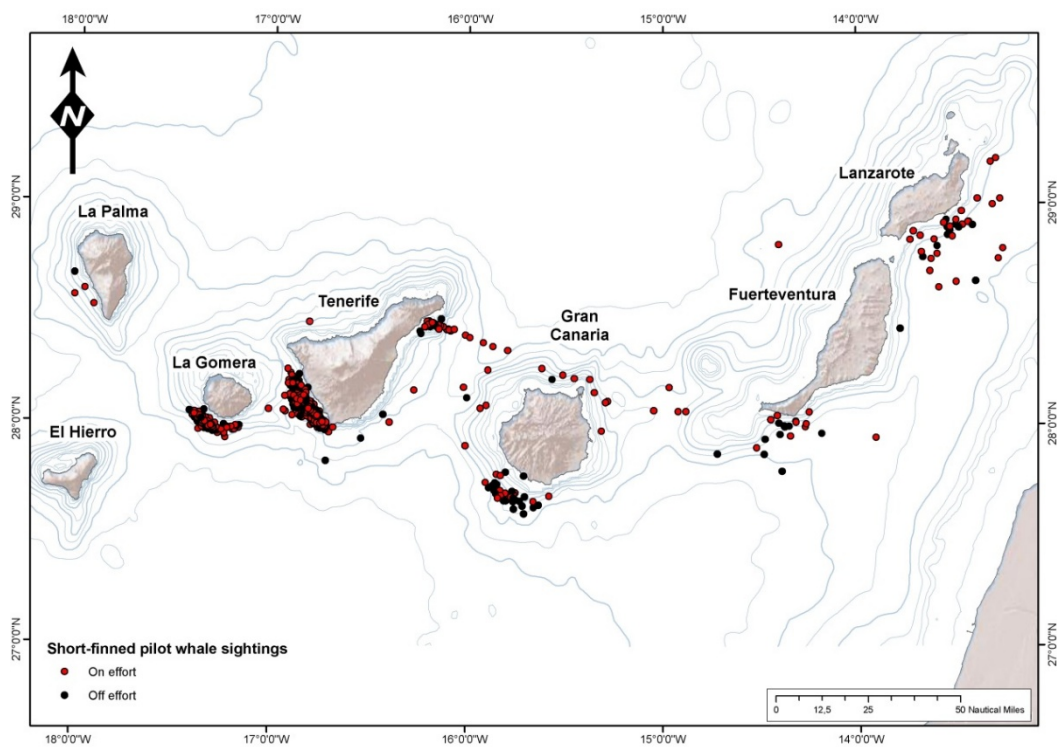 18°0'0"W 17°0'0"W 16°0'0"W 15°0'0"W 14°0'0"W
N
29°0'0"N 29°0'0"N
Lanzarote
La Palma
Fuerteventura
Tenerife
Gran
Canaria
La Gomera
28°0'0"N 28°0'0"N
El Hierro
27°0'0"N 27°0'0"N
Short-finned pilot whale sightings
On effort
Off effort
0 12,5 25 50 Nautical Miles
18°0'0"W 17°0'0"W 16°0'0"W 15°0'0"W 14°0'0"W